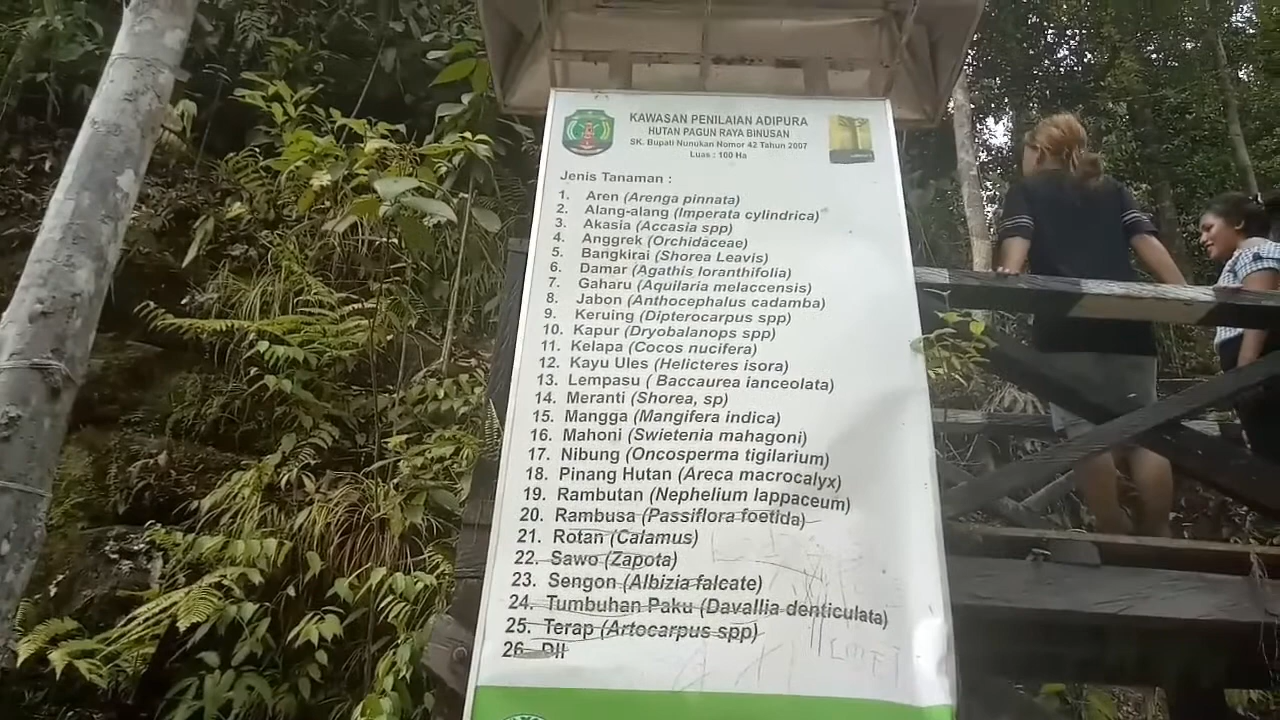 KAWASAN PENILAIAN ADIPURA
HUTAN PAGUN RAYA BINUSAN
SK. Bupati Nunukan Nomor 42 Tahun 2007
Luas : 100 Ha
Jenis Tanaman :
1. Aren (Arenga pinnata)
2. Alang-alang (Imperata cylindrica)
3. Akasia (Accasia spp)
4. Anggrek (Orchidaceae)
5. Bangkirai (Shorea Leavis)
6. Damar (Agathis loranthifolia)
7. Gaharu (Aquilaria melaccensis)
8. Jabon (Anthocephalus cadamba)
9. Keruing (Dipterocarpus spp)
10. Kapur (Dryobalanops spp)
11. Kelapa (Cocos nucifera)
12. Kayu Ules (Helicteres isora)
13. Lempasu ( Baccaurea ianceolata)
14. Meranti (Shorea, sp)
15. Mangga (Mangifera indica)
16. Mahoni (Swietenia mahagoni)
17. Nibung (Oncosperma tigilarium)
18. Pinang Hutan (Areca macrocalyx)
19. Rambutan (Nephelium lappaceum)
20. Rambusa (Passiflora foetida)
21. Rotan (Calamus)
22. Sawo (Zapota)
23. Sengon (Albizia falcate)
24. Tumbuhan Paku (Davallia denticulata)
25. Terap (Artocarpus spp)
26. Dll